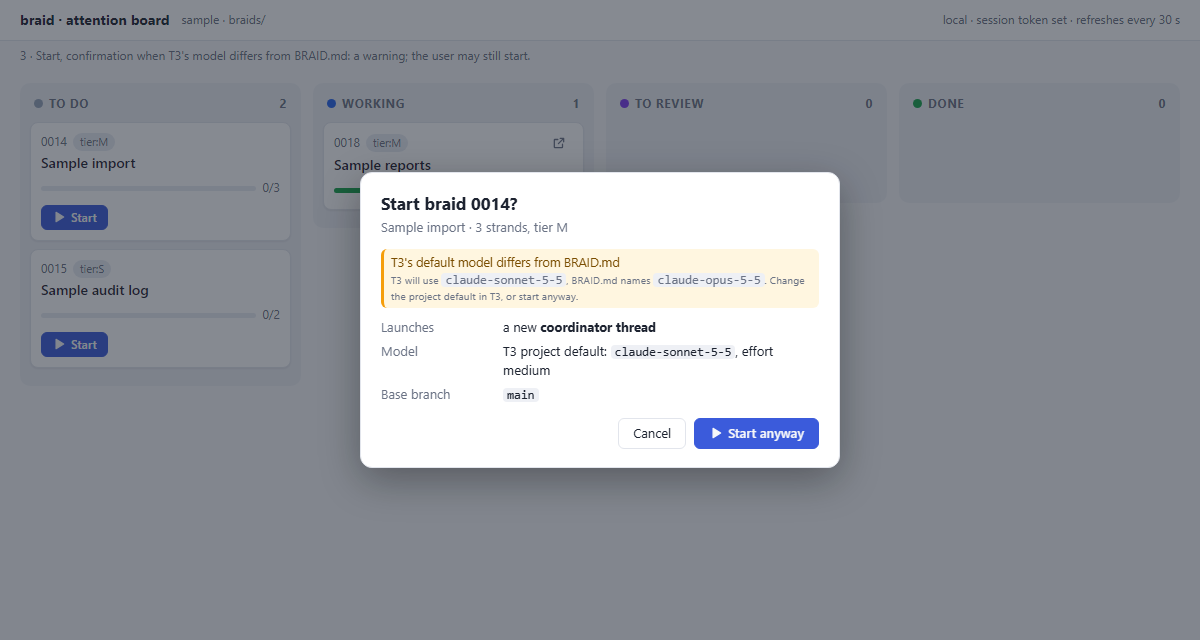 braid · attention board sample · braids/
local · session token set · refreshes every 30 s
3 · Start, confirmation when T3's model differs from BRAID.md: a warning; the user may still start.
TO DO 2
0014 tier:M
Sample import
0/3
Start
0015 tier:S
Sample audit log
0/2
Start
WORKING 1
0018 tier:M
Sample reports
TO REVIEW 0
DONE 0
Start braid 0014?
Sample import · 3 strands, tier M
T3's default model differs from BRAID.md
T3 will use claude-sonnet-5-5, BRAID.md names claude-opus-5-5. Change
the project default in T3, or start anyway.
Launches a new coordinator thread
Model T3 project default: claude-sonnet-5-5, effort
medium
Base branch main
Cancel
Start anyway